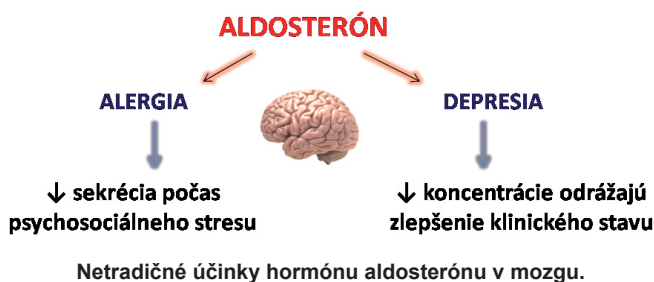 ALDOSTERÓN
ALERGIA
DEPRESIA
↓ sekrécia počas
psychosociálneho stresu
↓ koncentrácie odrážajú
zlepšenie klinického stavu
Netradičné účinky hormónu aldosterónu v mozgu.